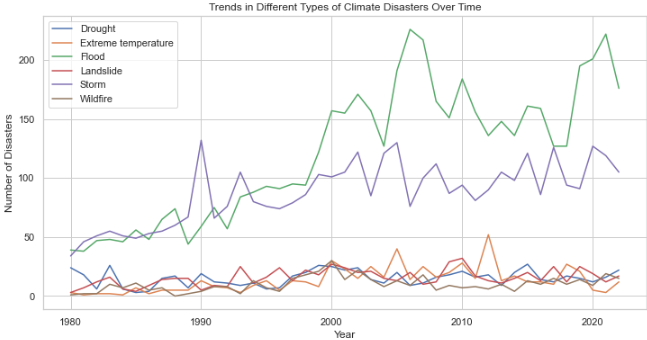 Trends in Different Types of Climate Disasters Over Time
Drought
Extreme temperature
Flood
Landslide
Storm
Wildfire
Number of Disasters
200
150
100
50
0
1980
1990
2000
2010
2020
Year